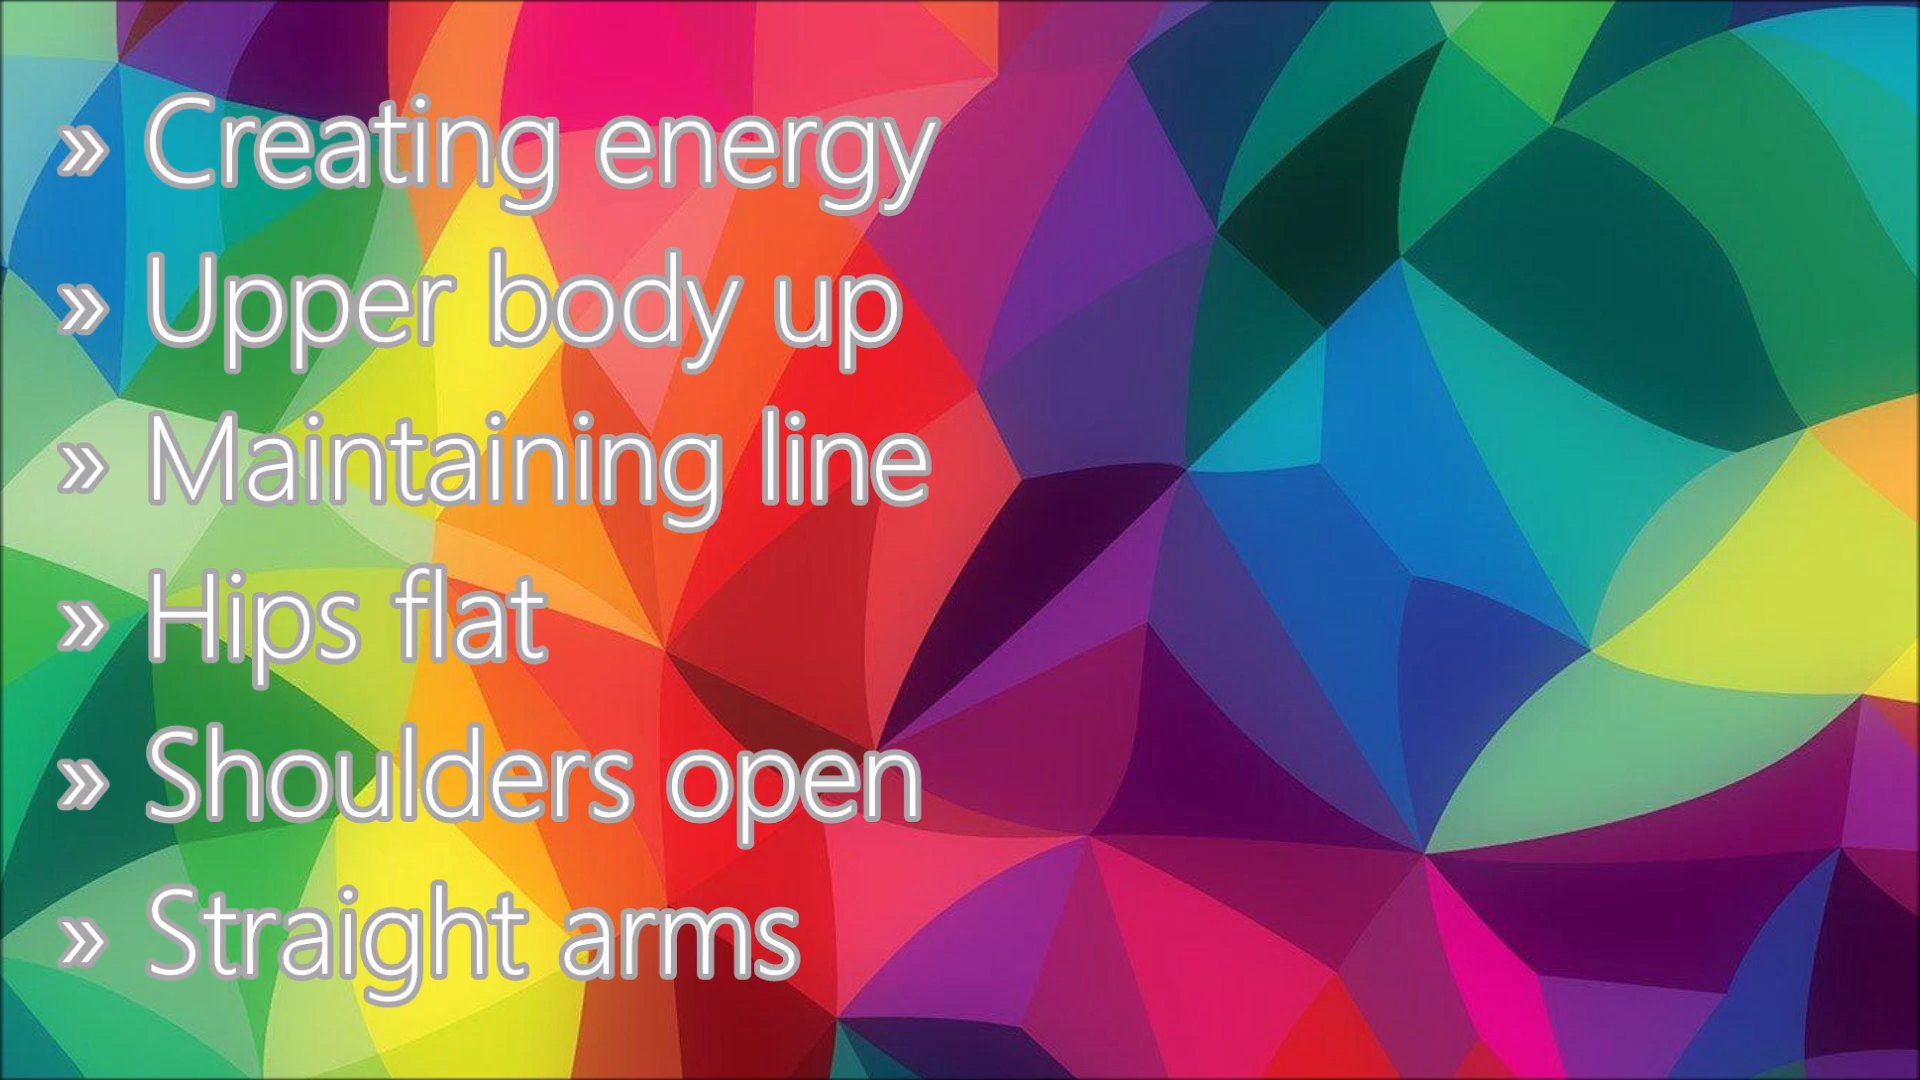 » Creating energy
» Upper body up
» Maintaining line
» Hips flat
» Shoulders open
» Straight arms